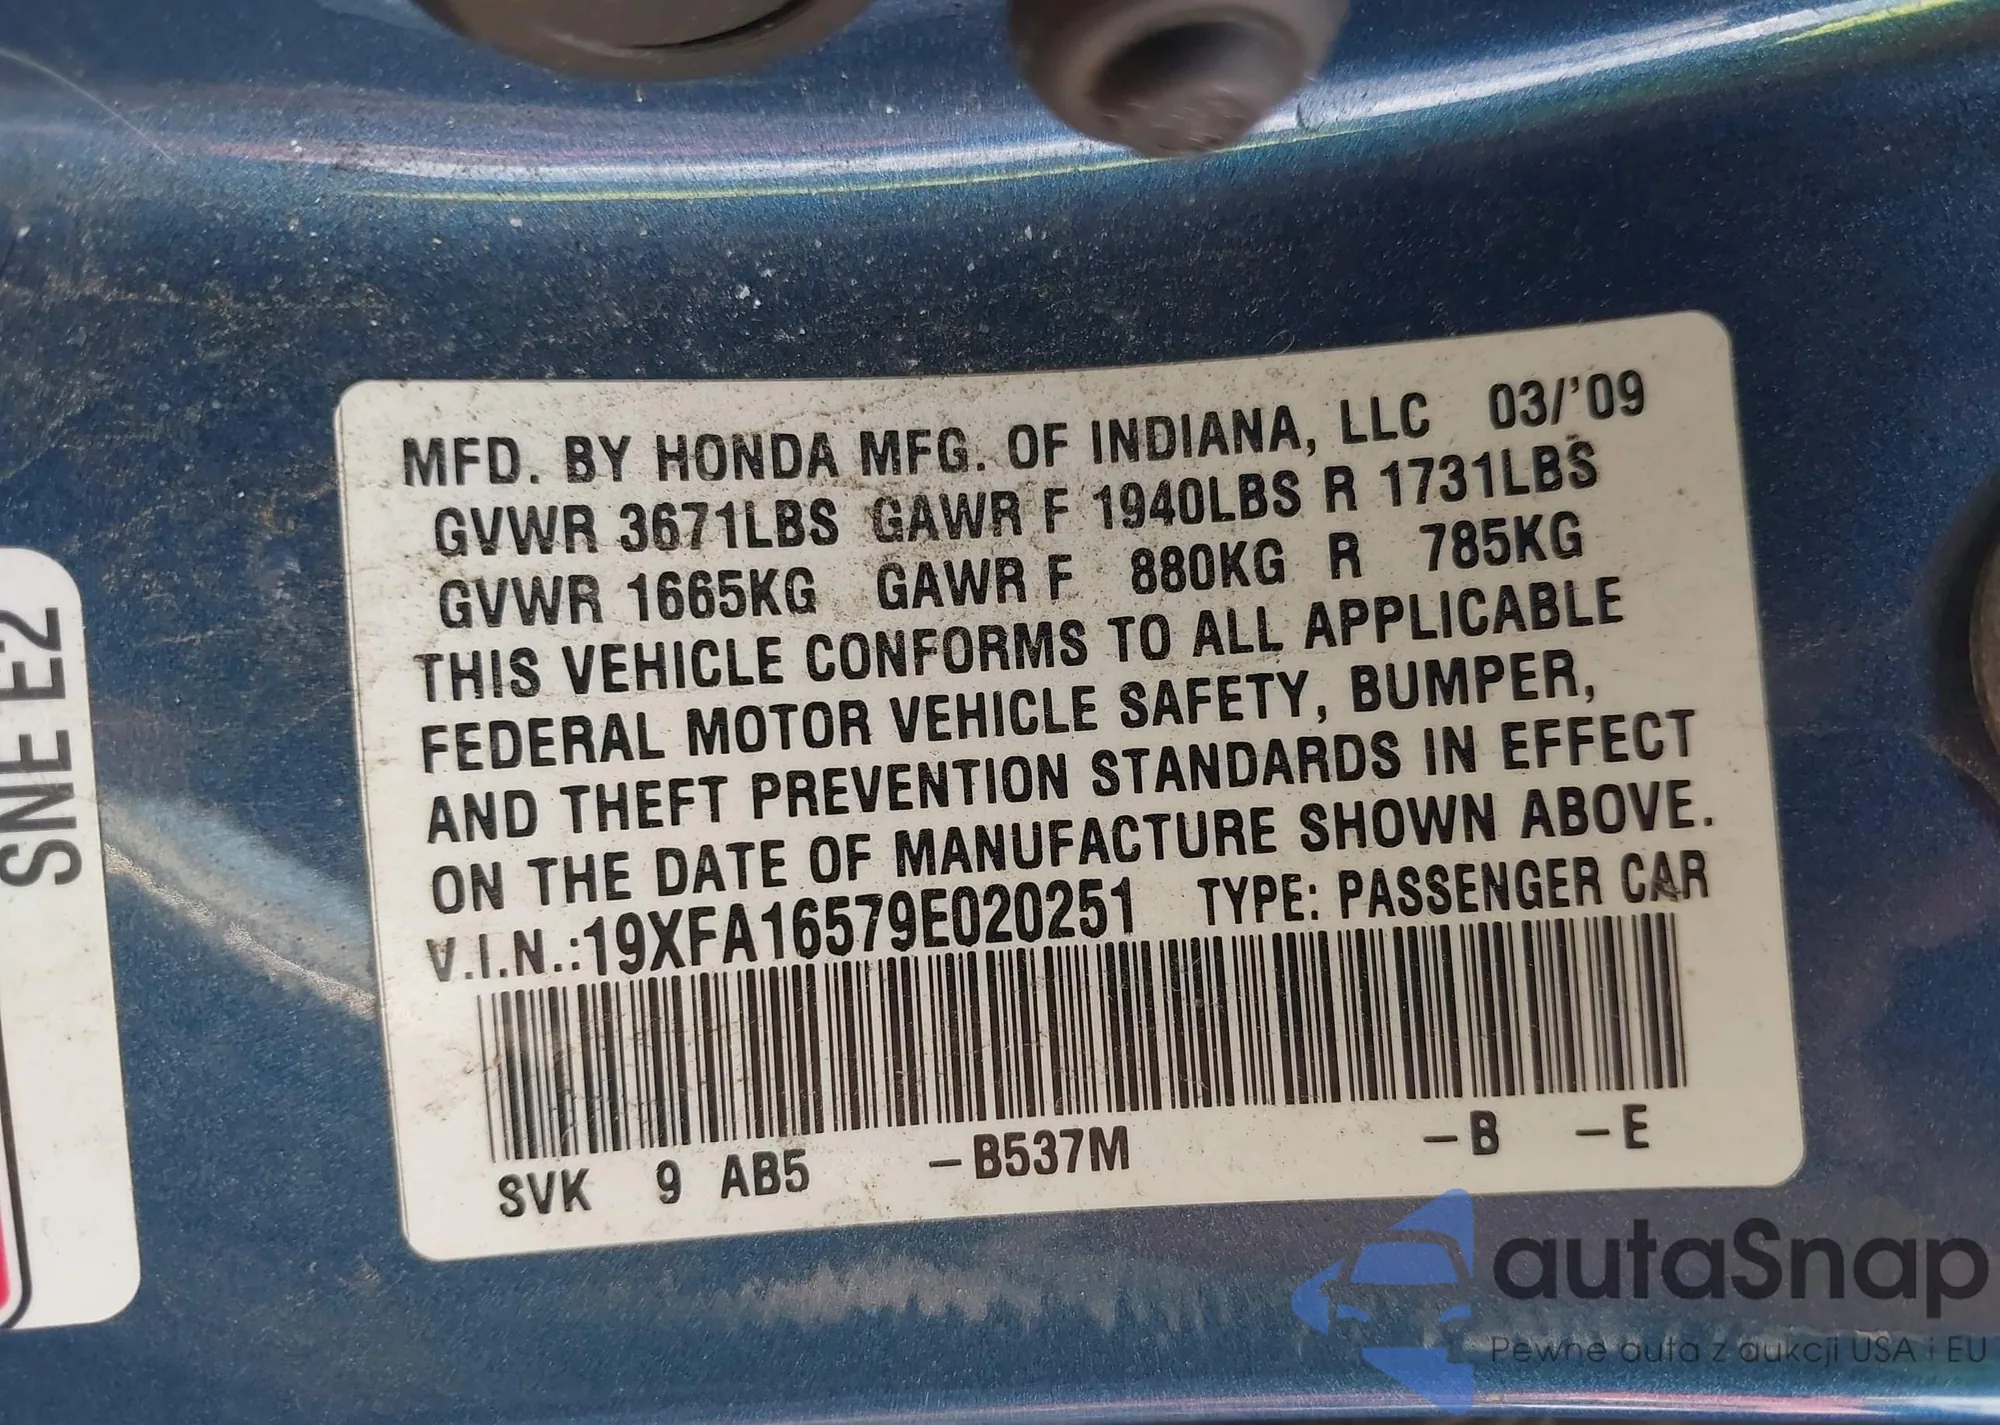 MFD. BY HONDA MFG. OF INDIANA, LLC 03/'09
GVWR 3671LBS GAWR F 1940LBS R 1731LBS
GVWR 1665KG GAWR F 880KG R 785KG
THIS VEHICLE CONFORMS TO ALL APPLICABLE
FEDERAL MOTOR VEHICLE SAFETY, BUMPER,
AND THEFT PREVENTION STANDARDS IN EFFECT
ON THE DATE OF MANUFACTURE SHOWN ABOVE.
V.I.N.:19XFA16579E020251 TYPE: PASSENGER CAR
SVK 9 AB5 -B537M -B -E
SNE E2
autaSnap
Pewne auta z aukcji USA i EU